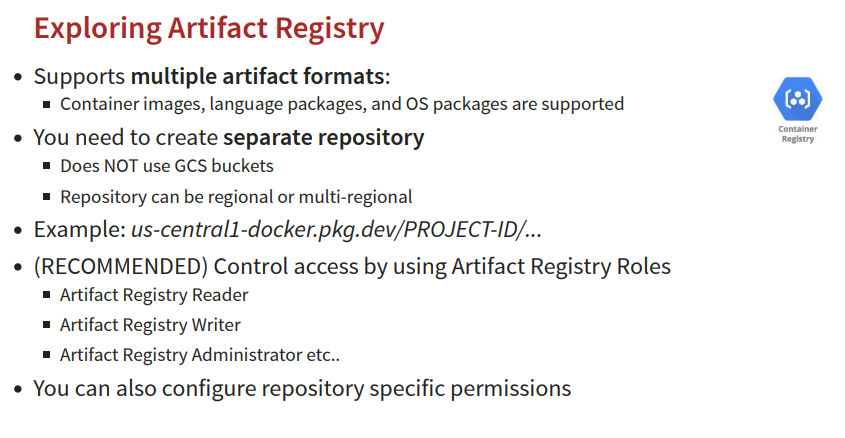 Exploring Artifact Registry
Supports multiple artifact formats:
Container images, language packages, and OS packages are supported
You need to create separate repository
Does NOT use GCS buckets
Repository can be regional or multi-regional
Example: us-central1-docker.pkg.dev/PROJECT-ID/...
(RECOMMENDED) Control access by using Artifact Registry Roles
Artifact Registry Reader
Artifact Registry Writer
Artifact Registry Administrator etc..
You can also configure repository specific permissions
Container
Registry